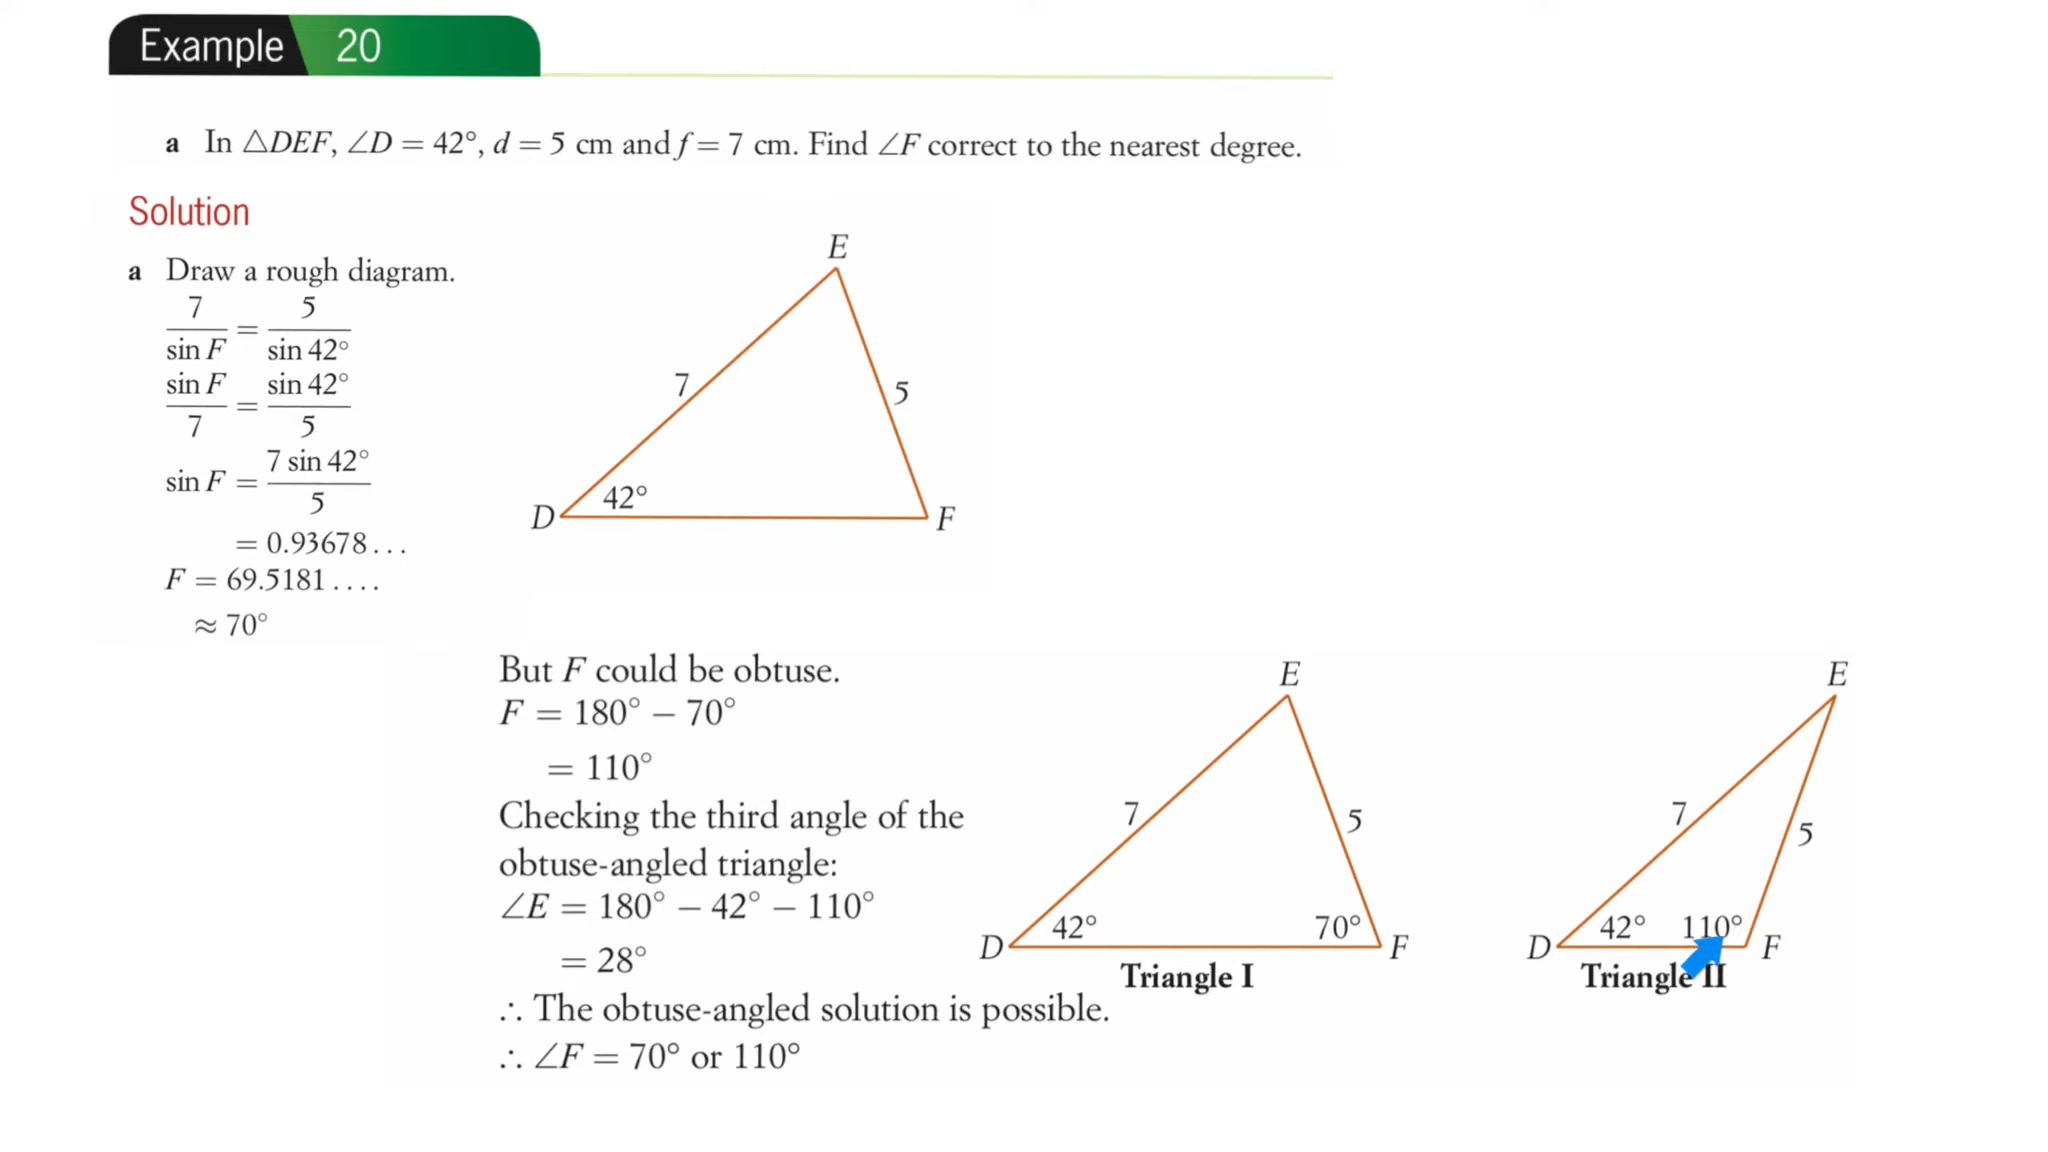 Example 20
a In △DEF, ∠D = 42°, d = 5 cm and f = 7 cm. Find ∠F correct to the nearest degree.
Solution
a Draw a rough diagram.
7/sin F = 5/sin 42°
sin F/7 = sin 42°/5
sin F = 7 sin 42°/5
= 0.93678...
F = 69.5181....
≈ 70°
E
7
5
42°
D
F
But F could be obtuse.
F = 180° − 70°
= 110°
Checking the third angle of the
obtuse-angled triangle:
∠E = 180° − 42° − 110°
= 28°
∴ The obtuse-angled solution is possible.
∴ ∠F = 70° or 110°
E
7
5
42°
70°
D
F
Triangle I
E
7
5
42°
110°
D
F
Triangle II